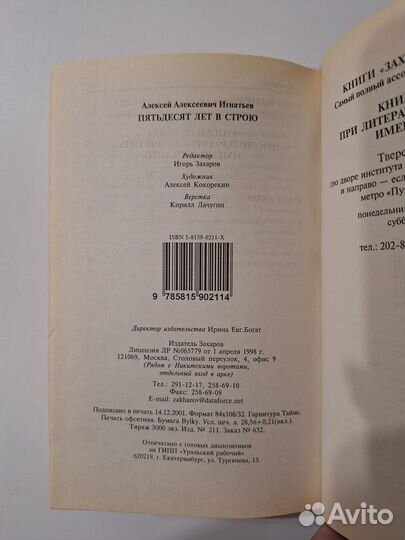 Алексей Алексеевич Игнатьев
ПЯТЬДЕСЯТ ЛЕТ В СТРОЮ
Редактор
Игорь Захаров
Художник
Алексей Кокорекин
Верстка
Кирилл Лачугин
ISBN 5-8159-0211-X
9 785815 902114
Директор издательства Ирина Евг.Богат
Издатель Захаров
Лицензия ЛР №065779 от 1 апреля 1998 г.
121069, Москва, Столовый переулок, 4, офис 9
(Рядом с Никитскими воротами,
отдельный вход в арке)
Тел.: 291-12-17, 258-69-10
Факс: 258-69-09
E-mail: zakharov@dataforce.net
Подписано в печать 14.12.2001. Формат 84х108/32. Гарнитура Таймс.
Печать офсетная. Бумага Bylky. Усл. печ. л. 28,56+0,21(вкл.).
Тираж 3000 экз. Изд. № 211. Заказ № 632.
Отпечатано с готовых диапозитивов
на ГИПП «Уральский рабочий»
620219, г. Екатеринбург, ул. Тургенева, 13.
КНИГИ «ЗАХ
Самый полный ассо
КНИ
ПРИ ЛИТЕРА
ИМЕ
Тверс
(во дворе института
и направо — есл
метро «Пу
понедельни
субб
тел.: 202-8
Avito